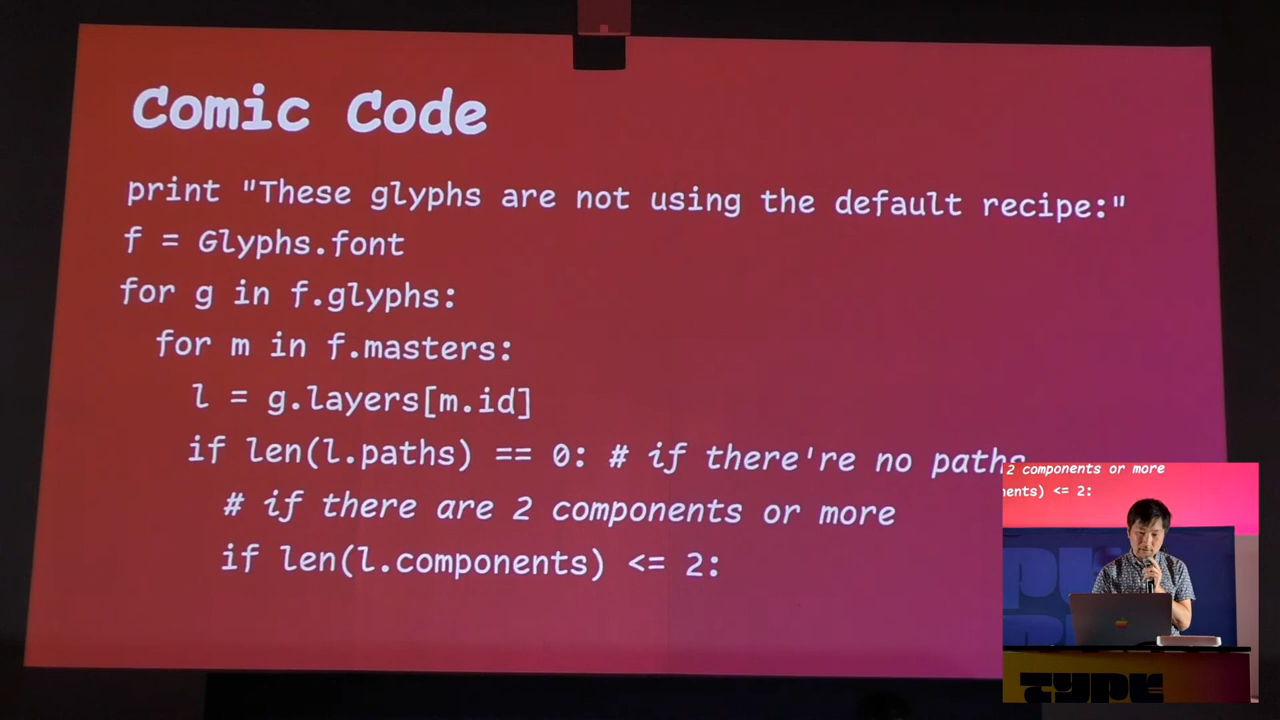 Comic Code
print "These glyphs are not using the default recipe:"
f = Glyphs.font
for g in f.glyphs:
for m in f.masters:
l = g.layers[m.id]
if len(l.paths) == 0: # if there're no paths
# if there are 2 components or more
if len(l.components) <= 2:
2 components or more
nents) <= 2:
TYPE